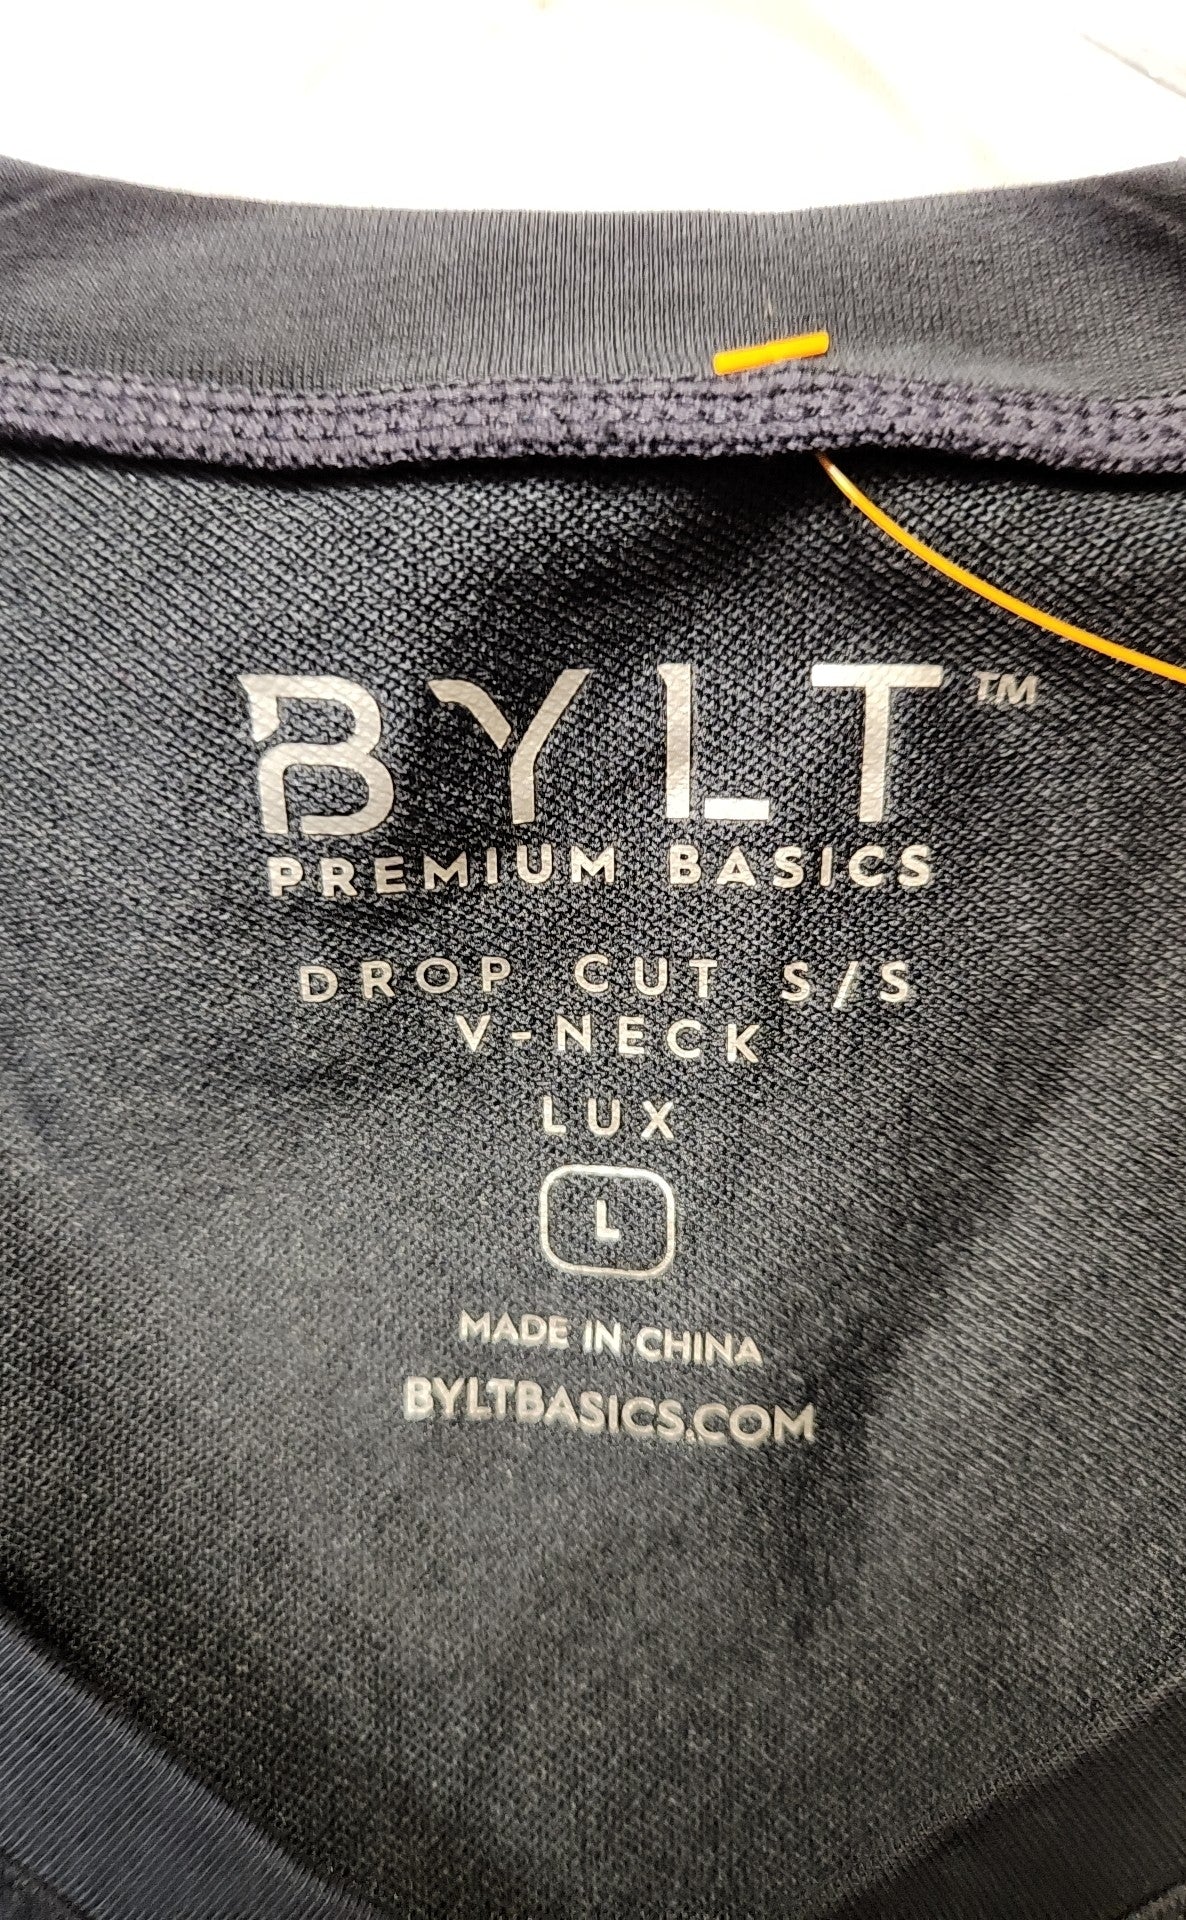 BYLT™
PREMIUM BASICS
DROP CUT S/S
V-NECK
LUX
L
MADE IN CHINA
BYLTBASICS.COM